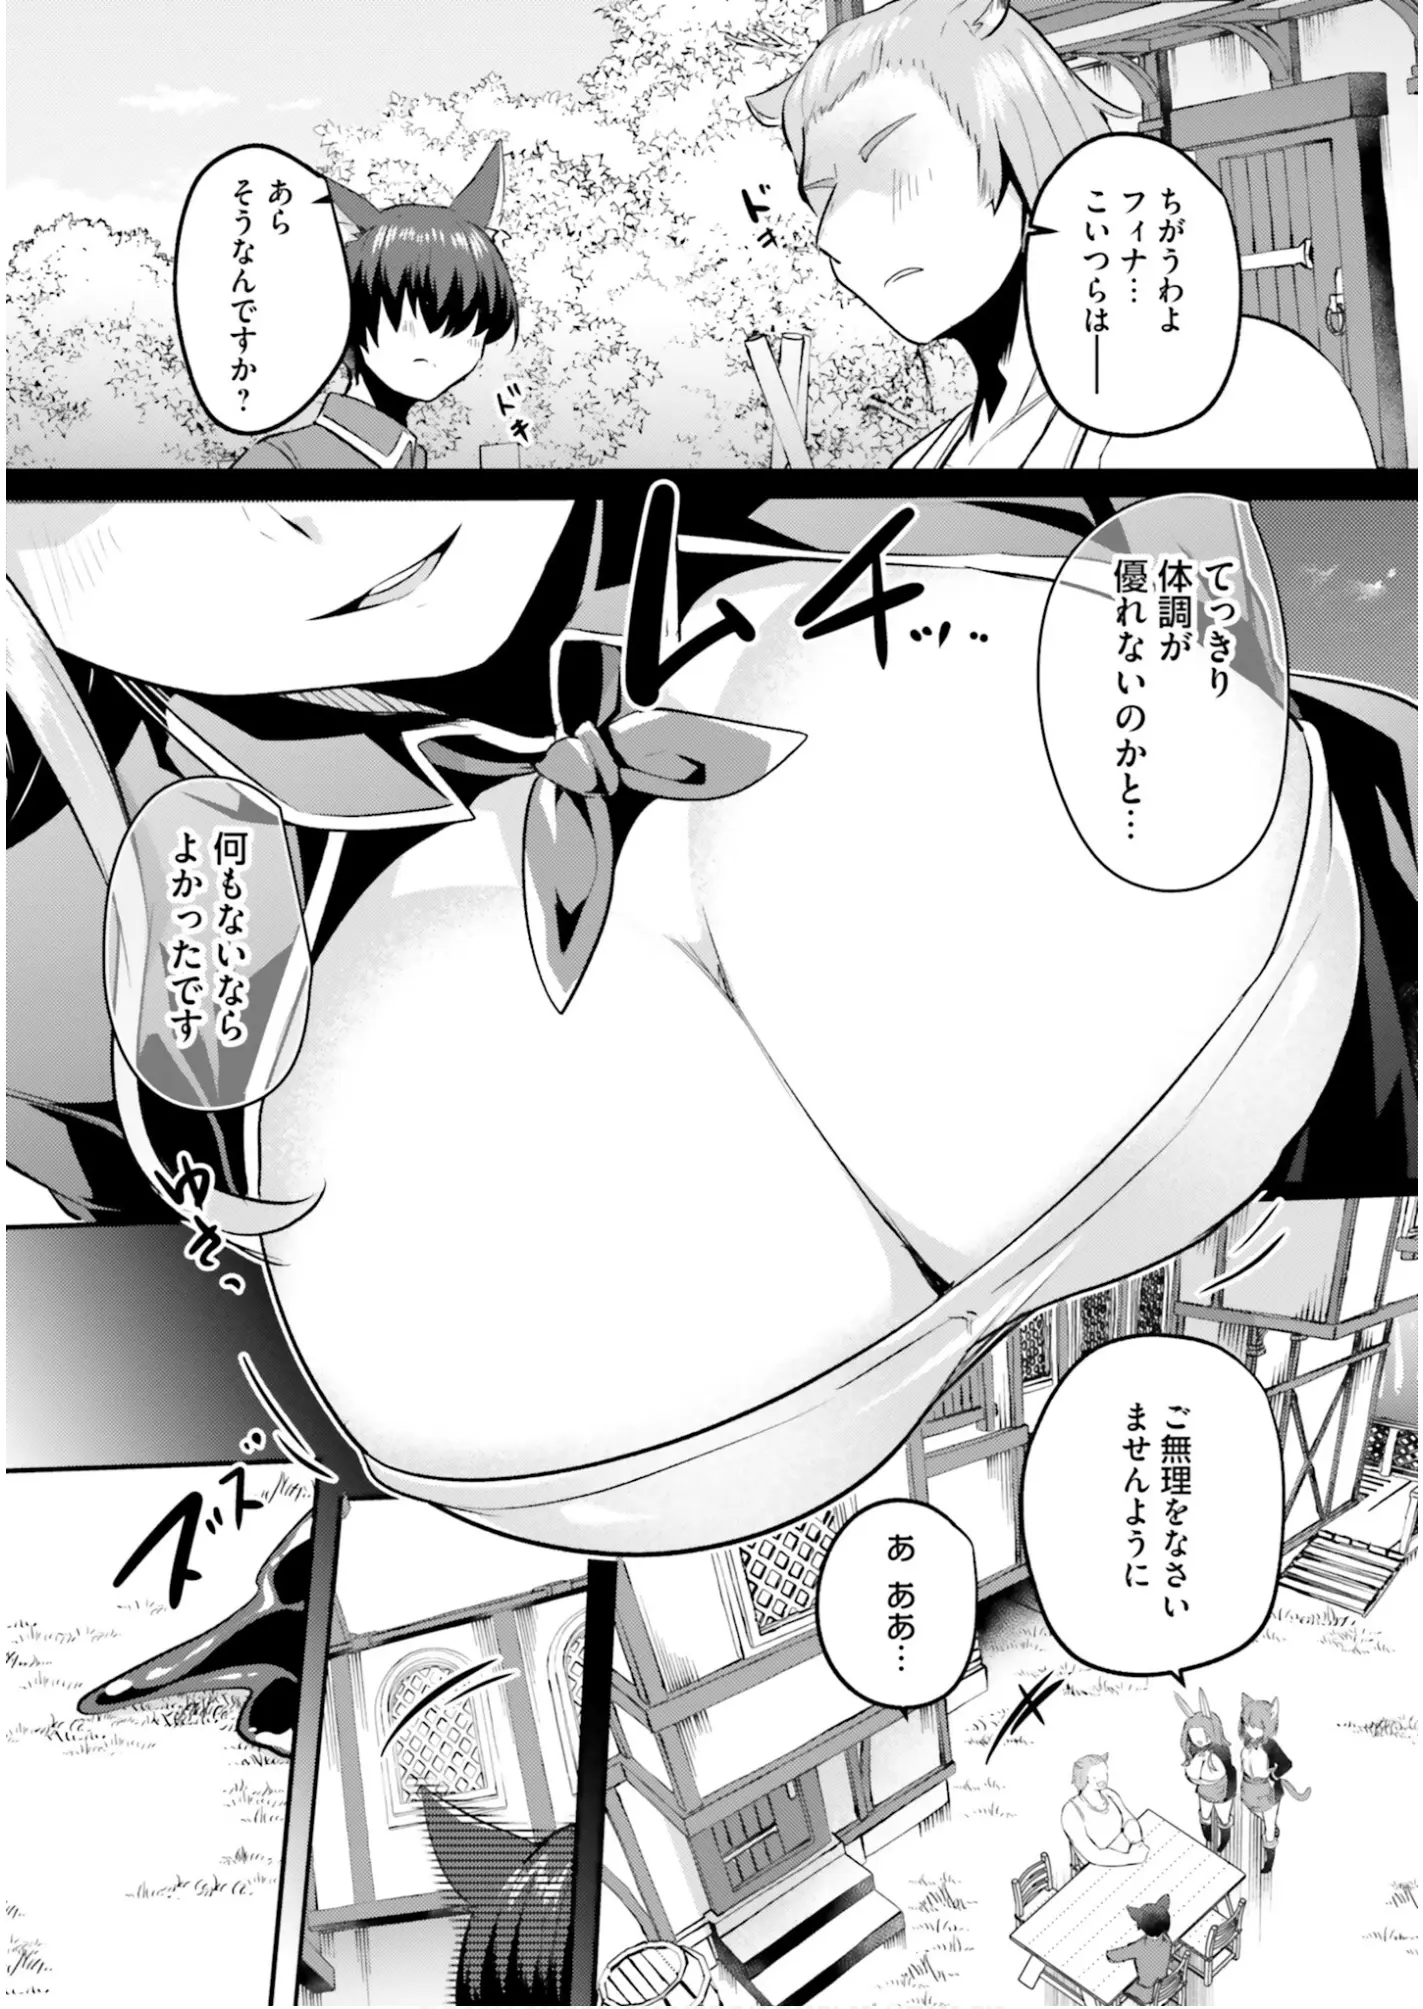 ちがうわよ
フィナ…
こいつらは──
ドキ
あら
そうなんですか？
ドキ
てっきり
体調が
優れないのかと…
ムイ…
何もないなら
よかったです
ゆさ
ご無理をなさい
ませんように
あ ああ…
ズト